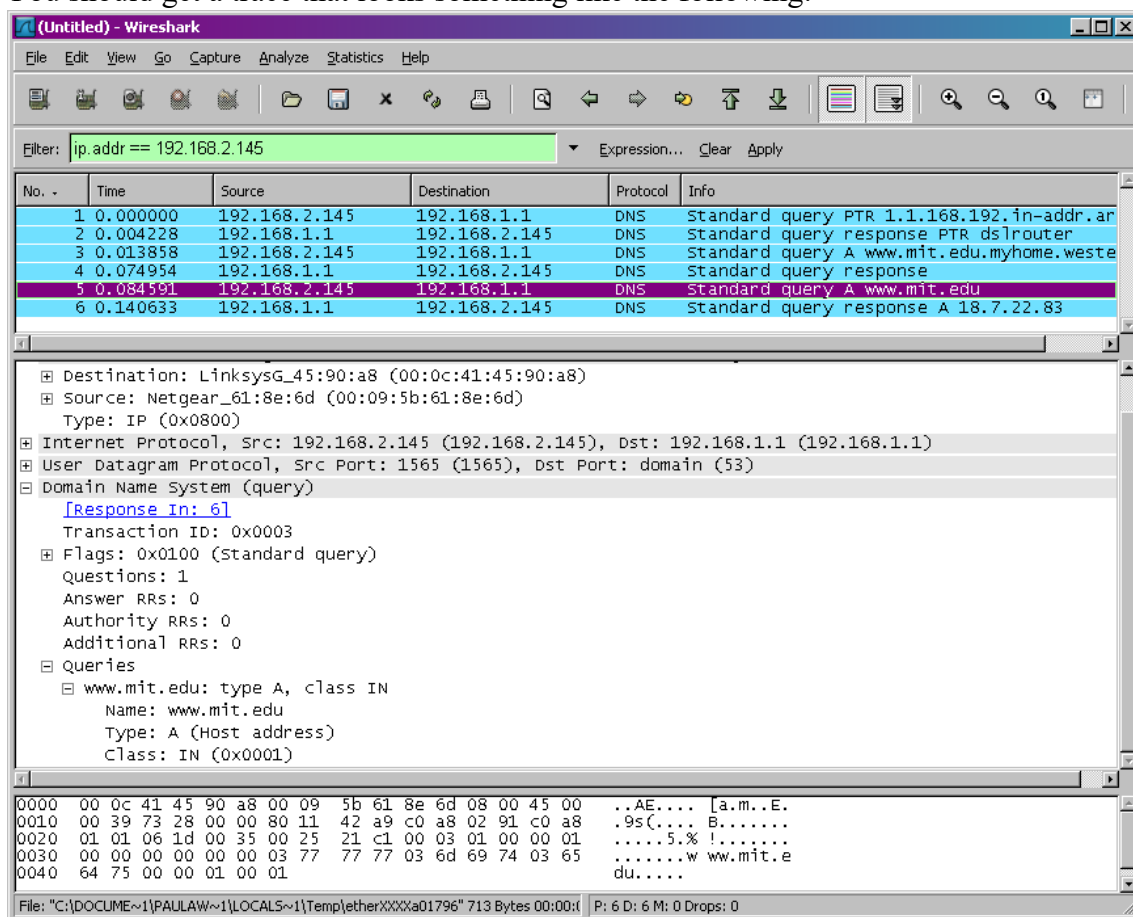 (Untitled) - Wireshark
File Edit View Go Capture Analyze Statistics Help
Filter: ip.addr == 192.168.2.145 Expression... Clear Apply
No. Time Source Destination Protocol Info
1 0.000000 192.168.2.145 192.168.1.1 DNS Standard query PTR 1.1.168.192.in-addr.ar
2 0.004228 192.168.1.1 192.168.2.145 DNS Standard query response PTR dslrouter
3 0.013858 192.168.2.145 192.168.1.1 DNS Standard query A www.mit.edu.myhome.weste
4 0.074954 192.168.1.1 192.168.2.145 DNS Standard query response
5 0.084591 192.168.2.145 192.168.1.1 DNS Standard query A www.mit.edu
6 0.140633 192.168.1.1 192.168.2.145 DNS Standard query response A 18.7.22.83
Destination: LinksysG_45:90:a8 (00:0c:41:45:90:a8)
Source: Netgear_61:8e:6d (00:09:5b:61:8e:6d)
Type: IP (0x0800)
Internet Protocol, Src: 192.168.2.145 (192.168.2.145), Dst: 192.168.1.1 (192.168.1.1)
User Datagram Protocol, Src Port: 1565 (1565), Dst Port: domain (53)
Domain Name System (query)
[Response In: 6]
Transaction ID: 0x0003
Flags: 0x0100 (Standard query)
Questions: 1
Answer RRs: 0
Authority RRs: 0
Additional RRs: 0
Queries
www.mit.edu: type A, class IN
Name: www.mit.edu
Type: A (Host address)
Class: IN (0x0001)
0000 00 0c 41 45 90 a8 00 09 5b 61 8e 6d 08 00 45 00 ..AE.... [a.m..E.
0010 00 39 73 28 00 00 80 11 42 a9 c0 a8 02 91 c0 a8 .9s(.... B.......
0020 01 01 06 1d 00 35 00 25 21 c1 00 03 01 00 00 01 .....5.% !.......
0030 00 00 00 00 00 00 03 77 77 77 03 6d 69 74 03 65 .......w ww.mit.e
0040 64 75 00 00 01 00 01 du.....
File: "C:\DOCUME~1\PAULAW~1\LOCALS~1\Temp\etherXXXXa01796" 713 Bytes 00:00:( P: 6 D: 6 M: 0 Drops: 0